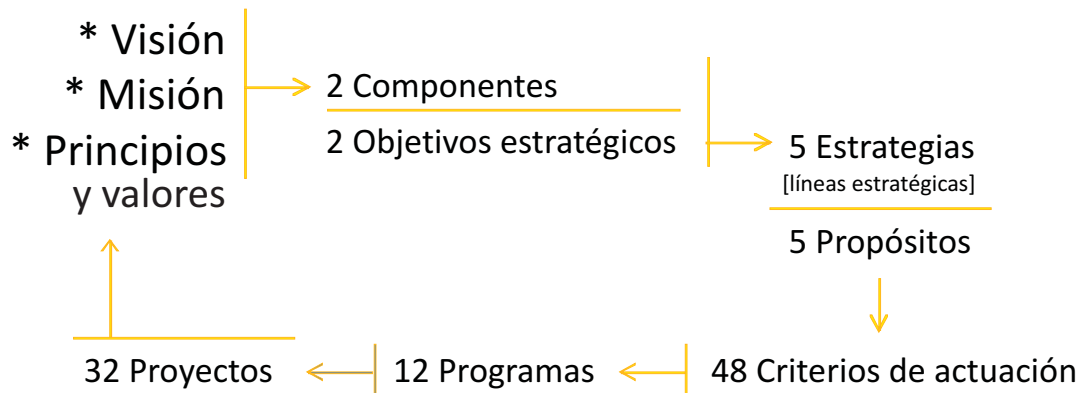 * Visión
* Misión
* Principios
y valores
2 Componentes
2 Objetivos estratégicos
5 Estrategias
[líneas estratégicas]
5 Propósitos
48 Criterios de actuación
12 Programas
32 Proyectos